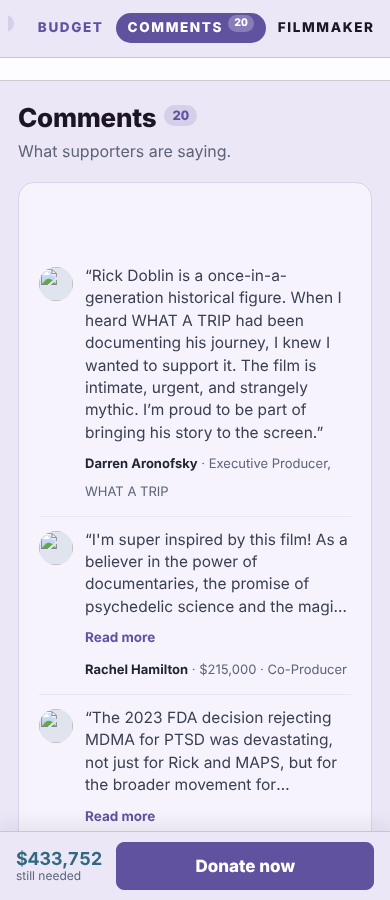 BUDGET COMMENTS 20 FILMMAKER
Comments 20
What supporters are saying.
“Rick Doblin is a once-in-a-
generation historical figure. When I
heard WHAT A TRIP had been
documenting his journey, I knew I
wanted to support it. The film is
intimate, urgent, and strangely
mythic. I’m proud to be part of
bringing his story to the screen.”
Darren Aronofsky · Executive Producer,
WHAT A TRIP
“I'm super inspired by this film! As a
believer in the power of
documentaries, the promise of
psychedelic science and the magi...
Read more
Rachel Hamilton · $215,000 · Co-Producer
“The 2023 FDA decision rejecting
MDMA for PTSD was devastating,
not just for Rick and MAPS, but for
the broader movement for...
Read more
$433,752
still needed
Donate now